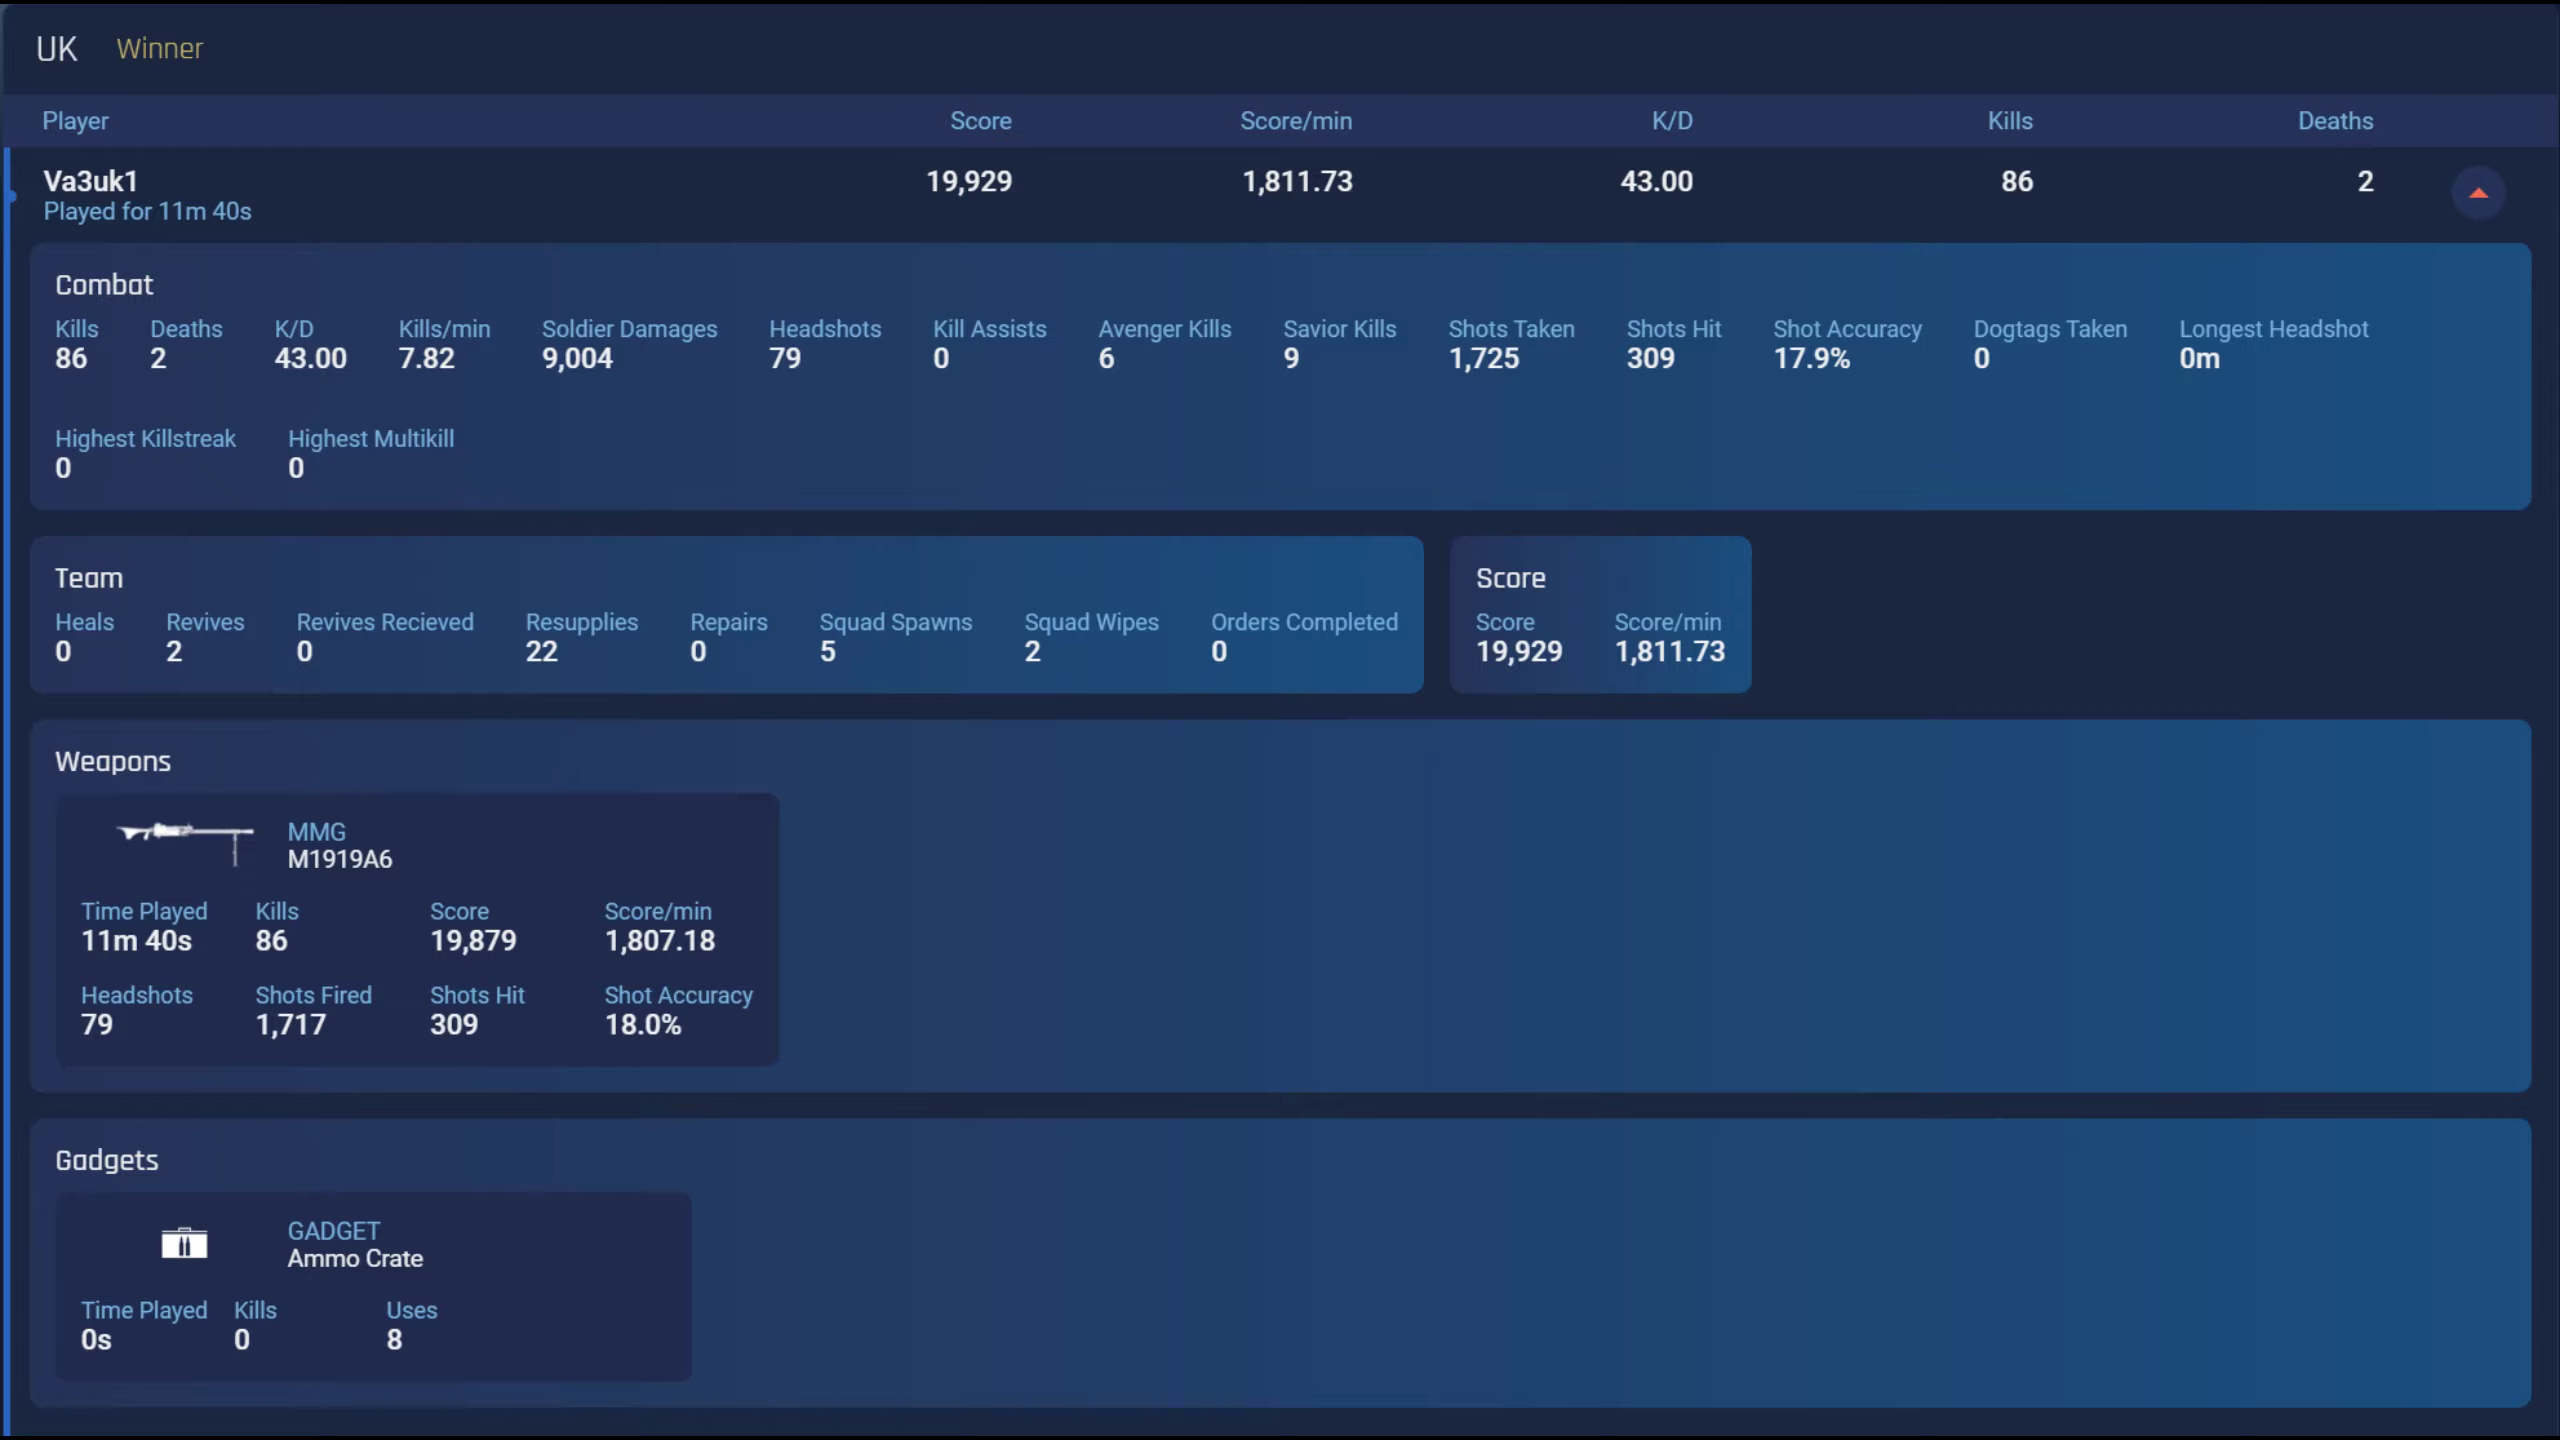 UK Winner
Player Score Score/min K/D Kills Deaths
Va3uk1 19,929 1,811.73 43.00 86 2
Played for 11m 40s
Combat
Kills Deaths K/D Kills/min Soldier Damages Headshots Kill Assists Avenger Kills Savior Kills Shots Taken Shots Hit Shot Accuracy Dogtags Taken Longest Headshot
86 2 43.00 7.82 9,004 79 0 6 9 1,725 309 17.9% 0 0m
Highest Killstreak Highest Multikill
0 0
Team
Heals Revives Revives Recieved Resupplies Repairs Squad Spawns Squad Wipes Orders Completed
0 2 0 22 0 5 2 0
Score
Score Score/min
19,929 1,811.73
Weapons
MMG
M1919A6
Time Played Kills Score Score/min
11m 40s 86 19,879 1,807.18
Headshots Shots Fired Shots Hit Shot Accuracy
79 1,717 309 18.0%
Gadgets
GADGET
Ammo Crate
Time Played Kills Uses
0s 0 8